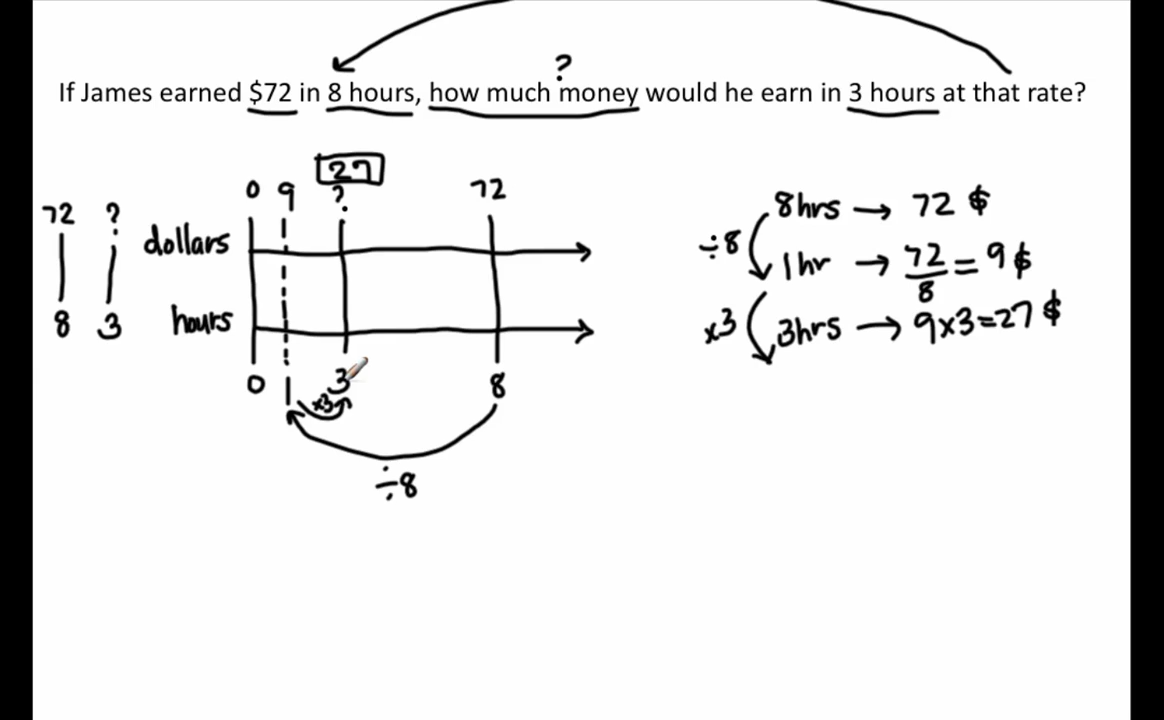 ?
If James earned $72 in 8 hours, how much money would he earn in 3 hours at that rate?
27
0 9 ? 72
72 ?
dollars
8 3 hours
0 1 3 8
×3
÷8
8hrs → 72 $
÷8
1hr → 72/8 = 9 $
×3
3hrs → 9×3=27 $